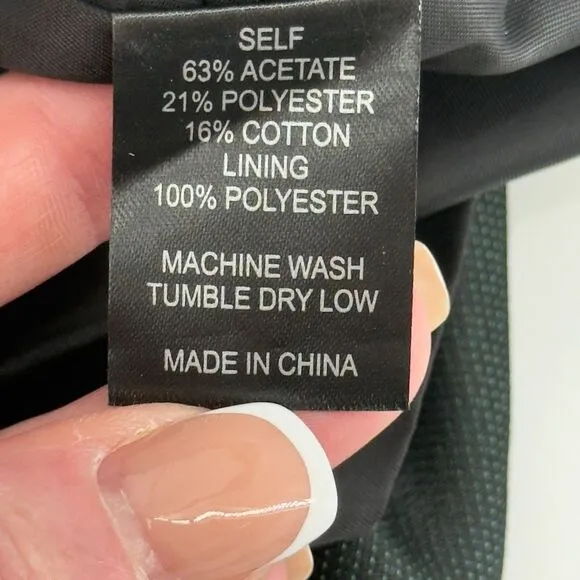 SELF
63% ACETATE
21% POLYESTER
16% COTTON
LINING
100% POLYESTER
MACHINE WASH
TUMBLE DRY LOW
MADE IN CHINA